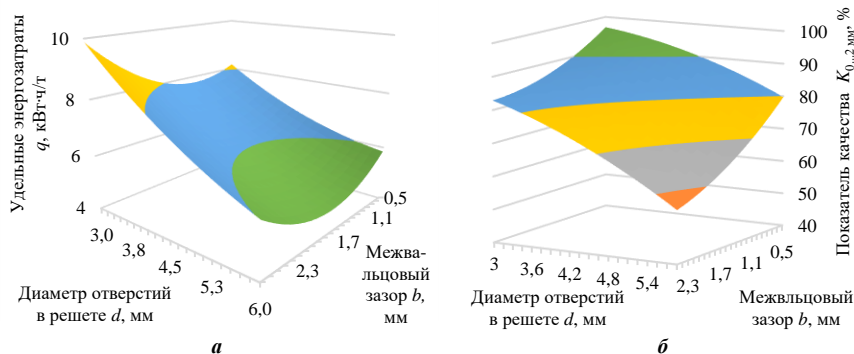 Удельные энергозатраты
q, кВт·ч/т
10
8
6
4
3,0
3,8
4,5
5,3
6,0
Диаметр отверстий
в решете d, мм
2,3
1,7
1,1
0,5
Межва-
льцовый
зазор b,
мм
а
Показатель качества K0...2 мм, %
100
90
80
70
60
50
40
3
3,6
4,2
4,8
5,4
Диаметр отверстий
в решете d, мм
2,3
1,7
1,1
0,5
Межвльцовый
зазор b, мм
б